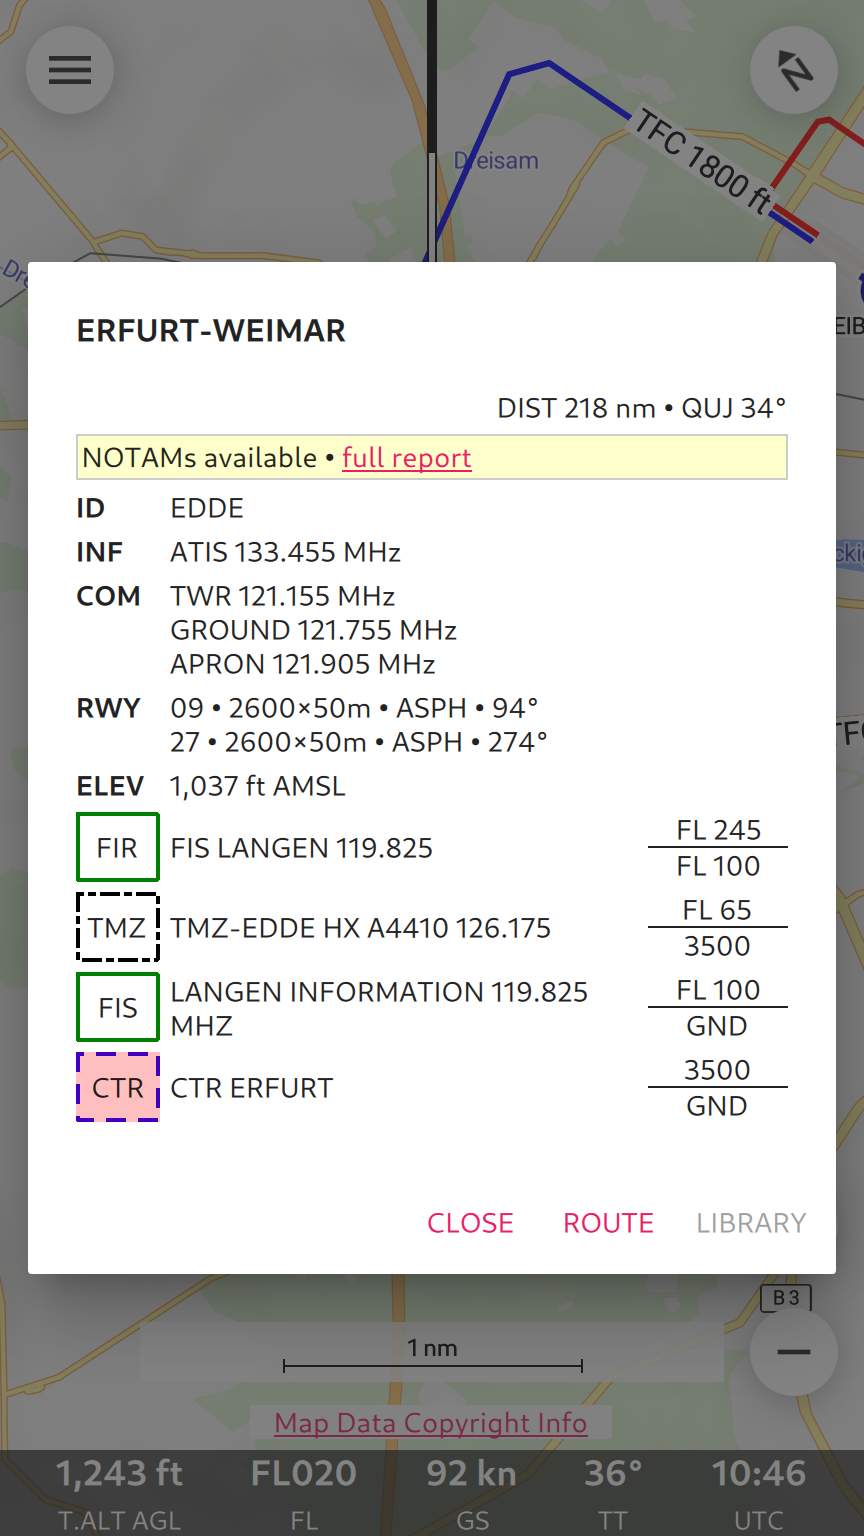 N
Dreisam
TFC 1800 ft
ERFURT-WEIMAR
DIST 218 nm • QUJ 34°
NOTAMs available • full report
ID EDDE
INF ATIS 133.455 MHz
COM TWR 121.155 MHz
GROUND 121.755 MHz
APRON 121.905 MHz
RWY 09 • 2600×50m • ASPH • 94°
27 • 2600×50m • ASPH • 274°
ELEV 1,037 ft AMSL
FIR FIS LANGEN 119.825 FL 245
FL 100
TMZ TMZ-EDDE HX A4410 126.175 FL 65
3500
FIS LANGEN INFORMATION 119.825 MHZ FL 100
GND
CTR CTR ERFURT 3500
GND
CLOSE ROUTE LIBRARY
B 3
1 nm
Map Data Copyright Info
1,243 ft FL020 92 kn 36° 10:46
T.ALT AGL FL GS TT UTC